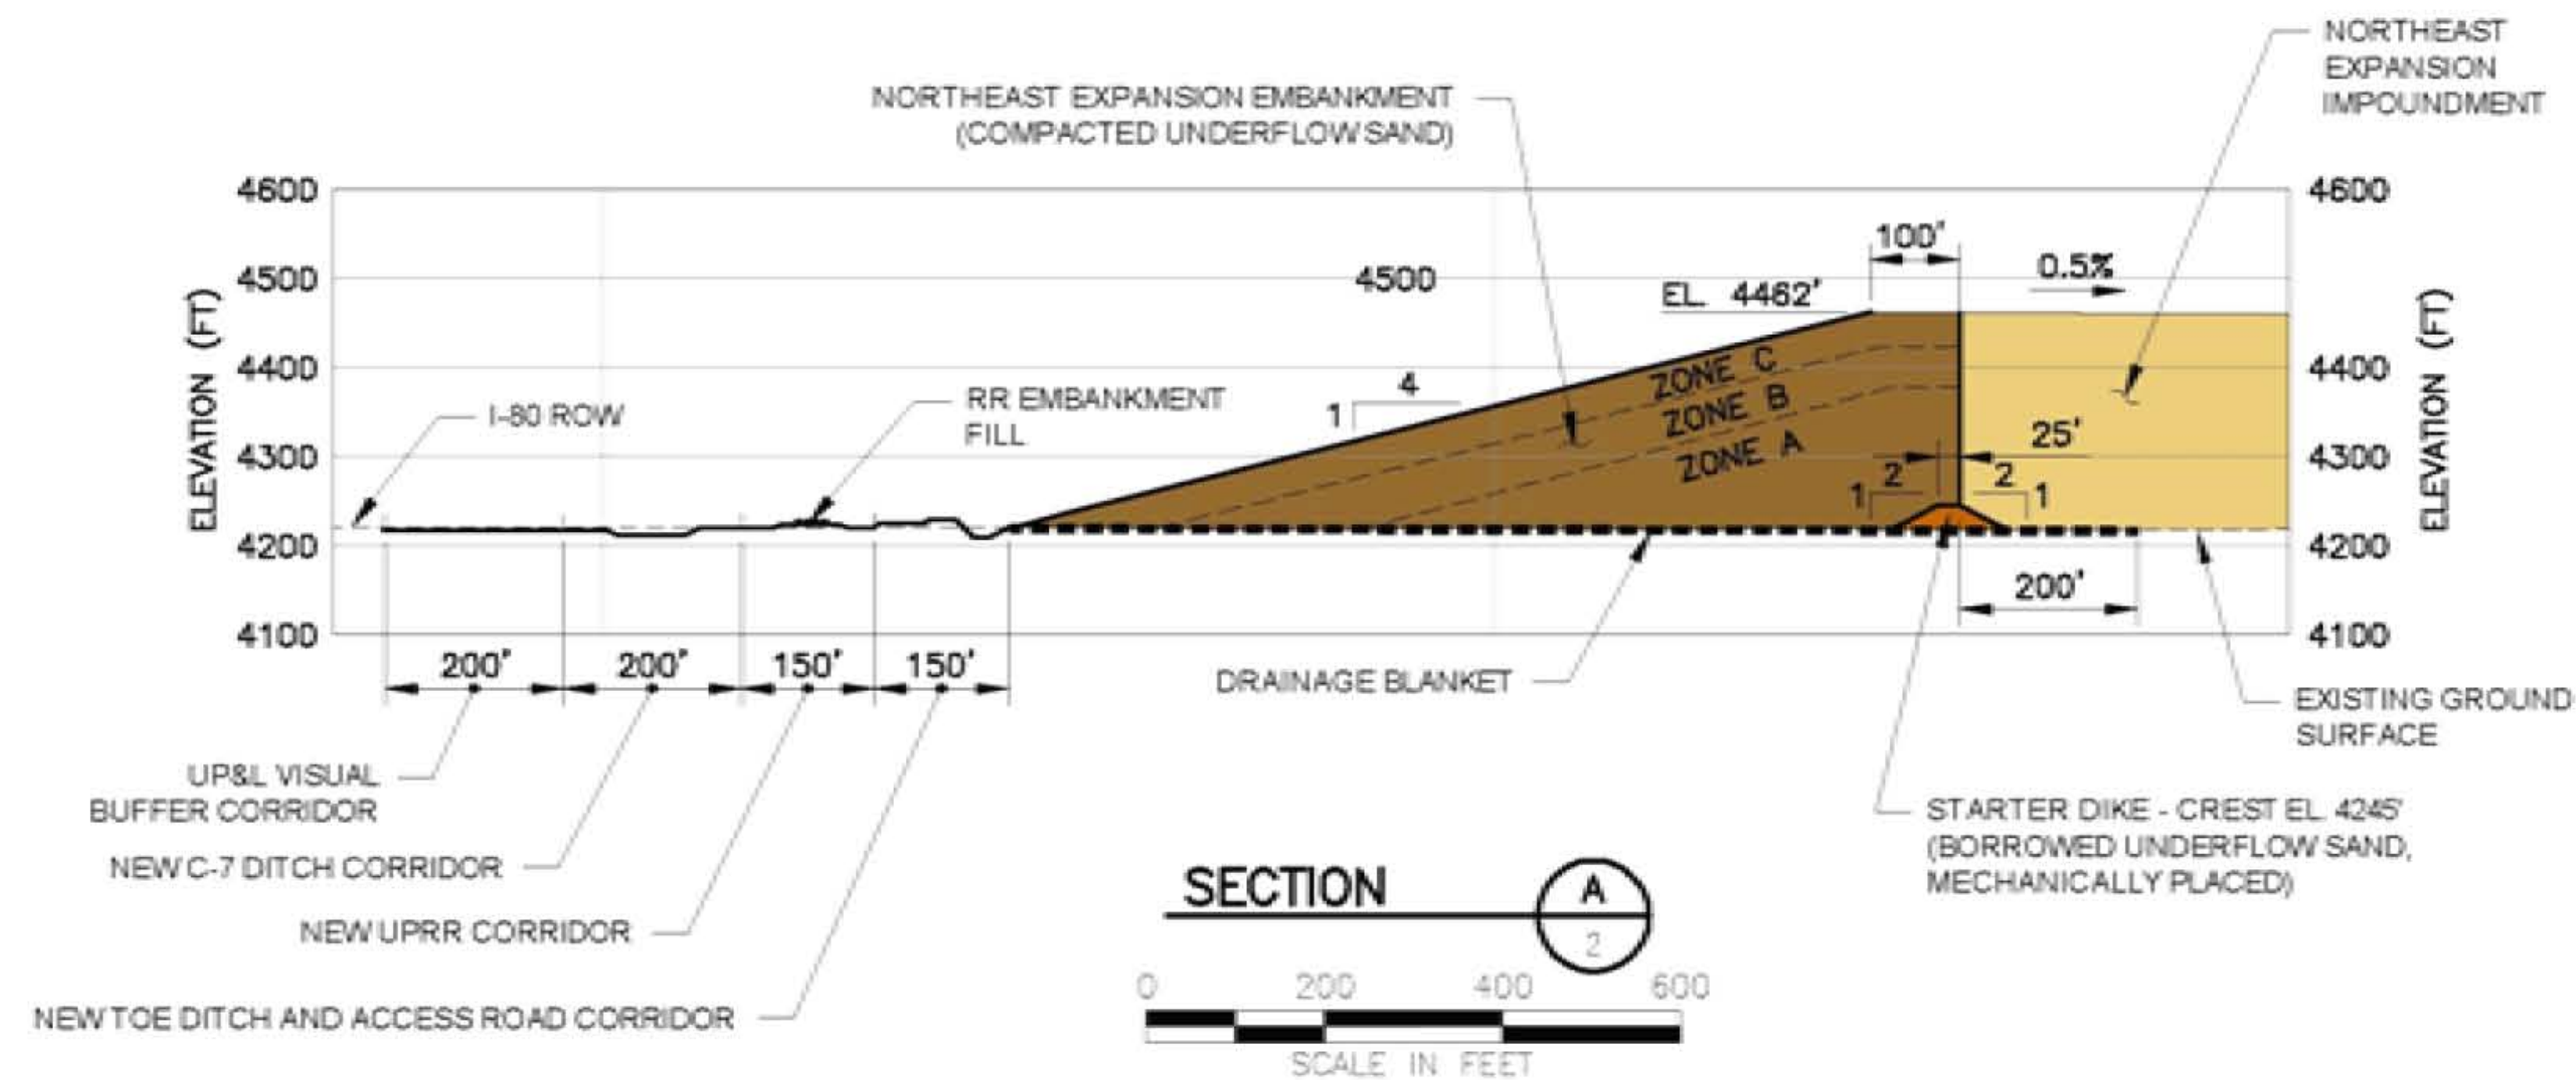 NORTHEAST
EXPANSION
IMPOUNDMENT
NORTHEAST EXPANSION EMBANKMENT
(COMPACTED UNDERFLOW SAND)
4600
4600
100'
4500
4500
0.5%
EL. 4462'
ELEVATION (FT)
ELEVATION (FT)
4400
4400
ZONE C
ZONE B
ZONE A
4
1
RR EMBANKMENT
FILL
I-80 ROW
25'
4300
4300
2
1
2
1
4200
4200
200'
4100
4100
200'
200'
150'
150'
DRAINAGE BLANKET
EXISTING GROUND
SURFACE
UP&L VISUAL
BUFFER CORRIDOR
STARTER DIKE - CREST EL. 4245'
(BORROWED UNDERFLOW SAND,
MECHANICALLY PLACED)
NEW C-7 DITCH CORRIDOR
NEW UPRR CORRIDOR
NEW TOE DITCH AND ACCESS ROAD CORRIDOR
SECTION
A
2
0 200 400 600
SCALE IN FEET